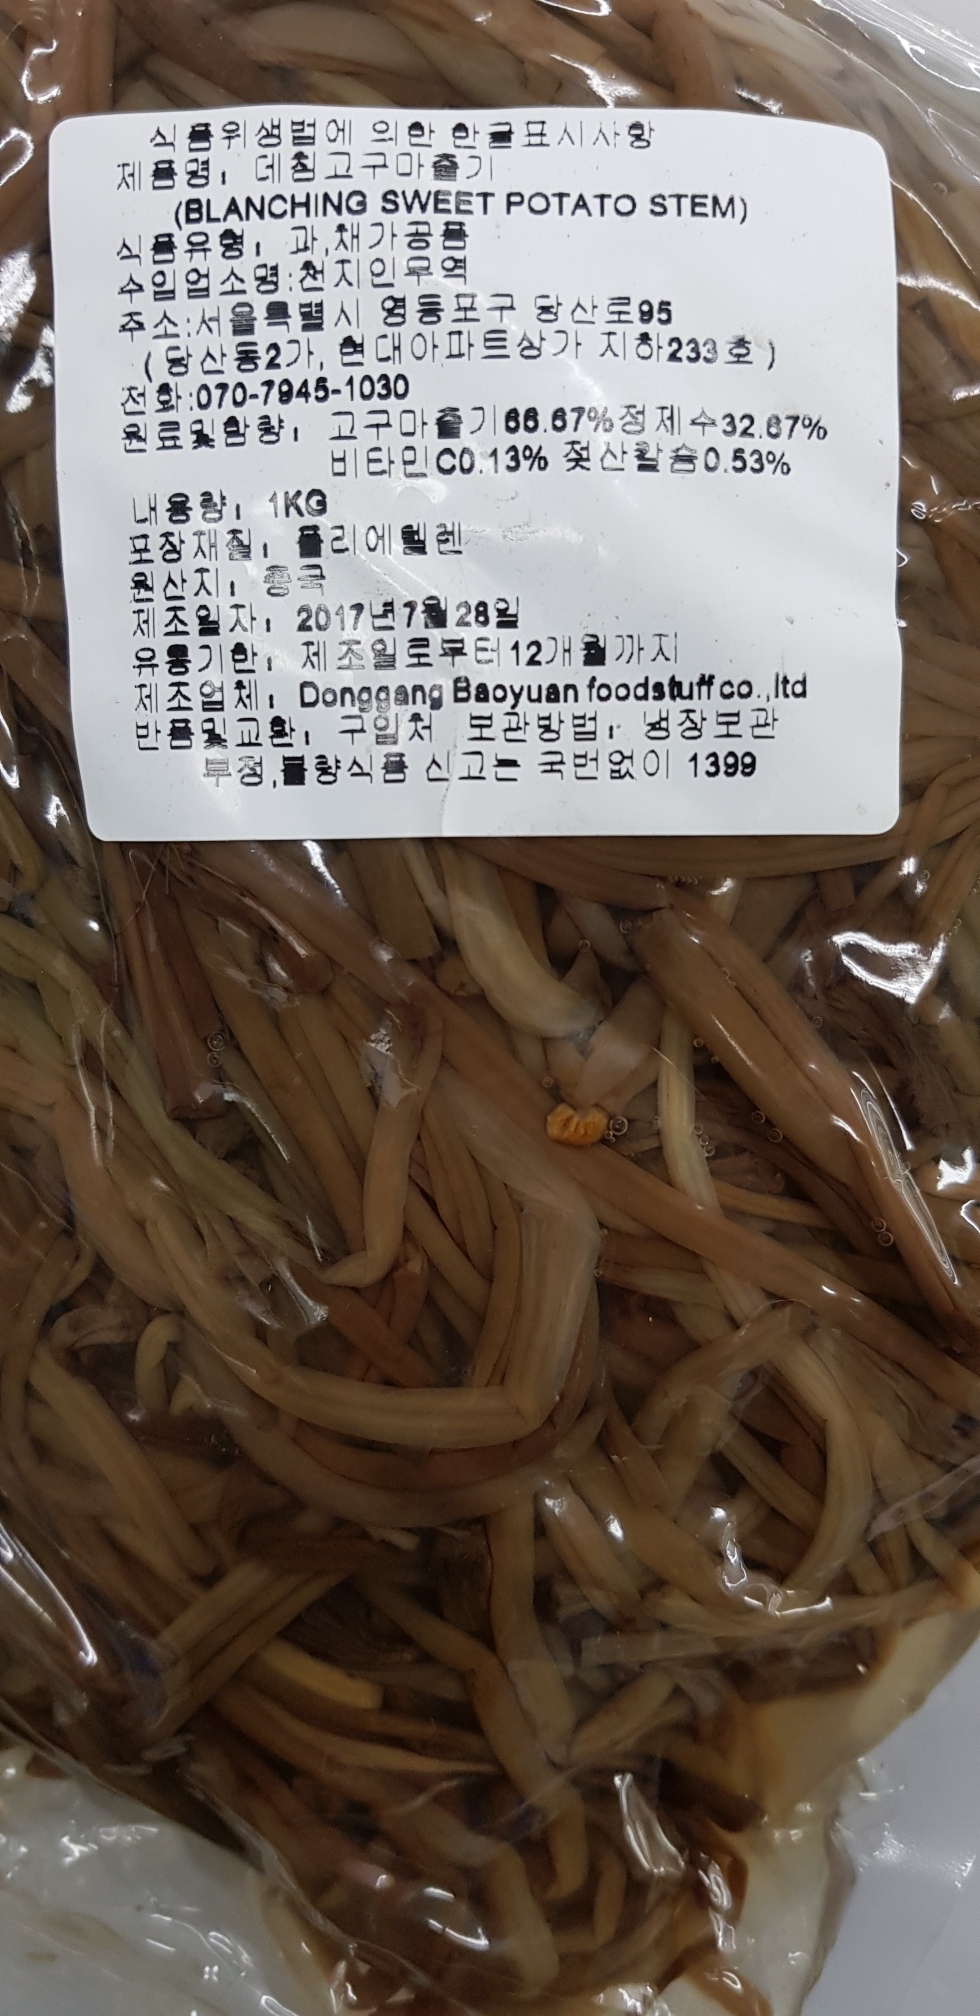 식품위생법에 의한 한글표시사항
제품명: 데침고구마줄기
(BLANCHING SWEET POTATO STEM)
식품유형: 과,채가공품
수입업소명:천지인무역
주소:서울특별시 영등포구 당산로95
(당산동2가, 현대아파트상가 지하233호)
전화:070-7945-1030
원료및함량: 고구마줄기66.67%정제수32.67%
비타민C0.13% 젖산칼슘0.53%
내용량: 1KG
포장재질: 폴리에틸렌
원산지: 중국
제조일자: 2017년7월28일
유통기한: 제조일로부터12개월까지
제조업체: Donggang Baoyuan foodstuff co.,ltd
반품및교환: 구입처 보관방법: 냉장보관
부정,불량식품 신고는 국번없이 1399